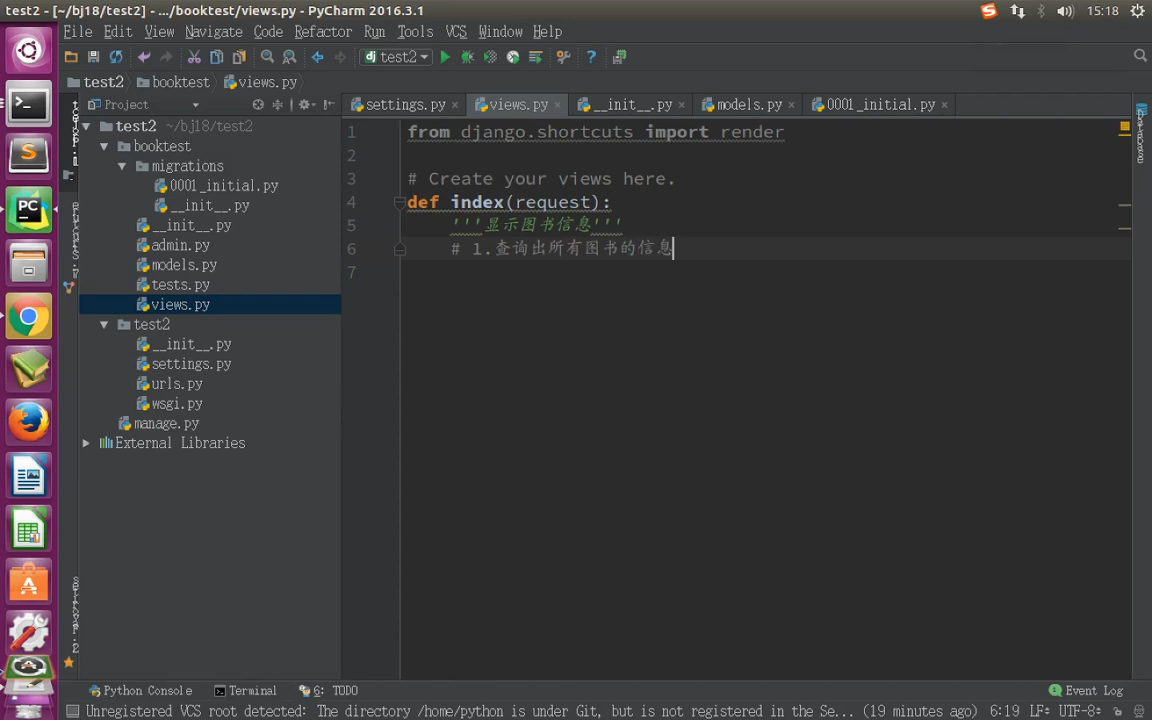 test2 - [~/bj18/test2] - .../booktest/views.py - PyCharm 2016.3.1
15:18
File Edit View Navigate Code Refactor Run Tools VCS Window Help
test2
test2 booktest views.py
Project
settings.py views.py __init__.py models.py 0001_initial.py
test2 ~/bj18/test2
booktest
migrations
0001_initial.py
__init__.py
__init__.py
admin.py
models.py
tests.py
views.py
test2
__init__.py
settings.py
urls.py
wsgi.py
manage.py
External Libraries
1 from django.shortcuts import render
2
3 # Create your views here.
4 def index(request):
5 '''显示图书信息'''
6 # 1.查询出所有图书的信息
7
Python Console Terminal 6: TODO Event Log
Unregistered VCS root detected: The directory /home/python is under Git, but is not registered in the Se... (19 minutes ago) 6:19 LF÷ UTF-8÷